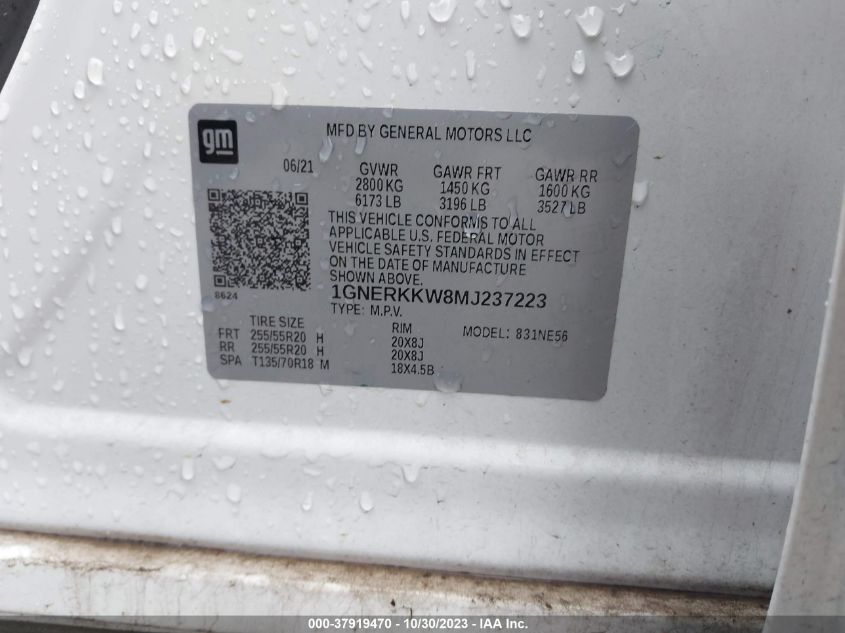 gm
MFD BY GENERAL MOTORS LLC
06/21 GVWR GAWR FRT GAWR RR
2800 KG 1450 KG 1600 KG
6173 LB 3196 LB 3527 LB
THIS VEHICLE CONFORMS TO ALL
APPLICABLE U.S. FEDERAL MOTOR
VEHICLE SAFETY STANDARDS IN EFFECT
ON THE DATE OF MANUFACTURE
SHOWN ABOVE.
8624
1GNERKKW8MJ237223
TYPE: M.P.V.
TIRE SIZE RIM MODEL: 831NE56
FRT 255/55R20 H 20X8J
RR 255/55R20 H 20X8J
SPA T135/70R18 M 18X4.5B
000-37919470 - 10/30/2023 - IAA Inc.